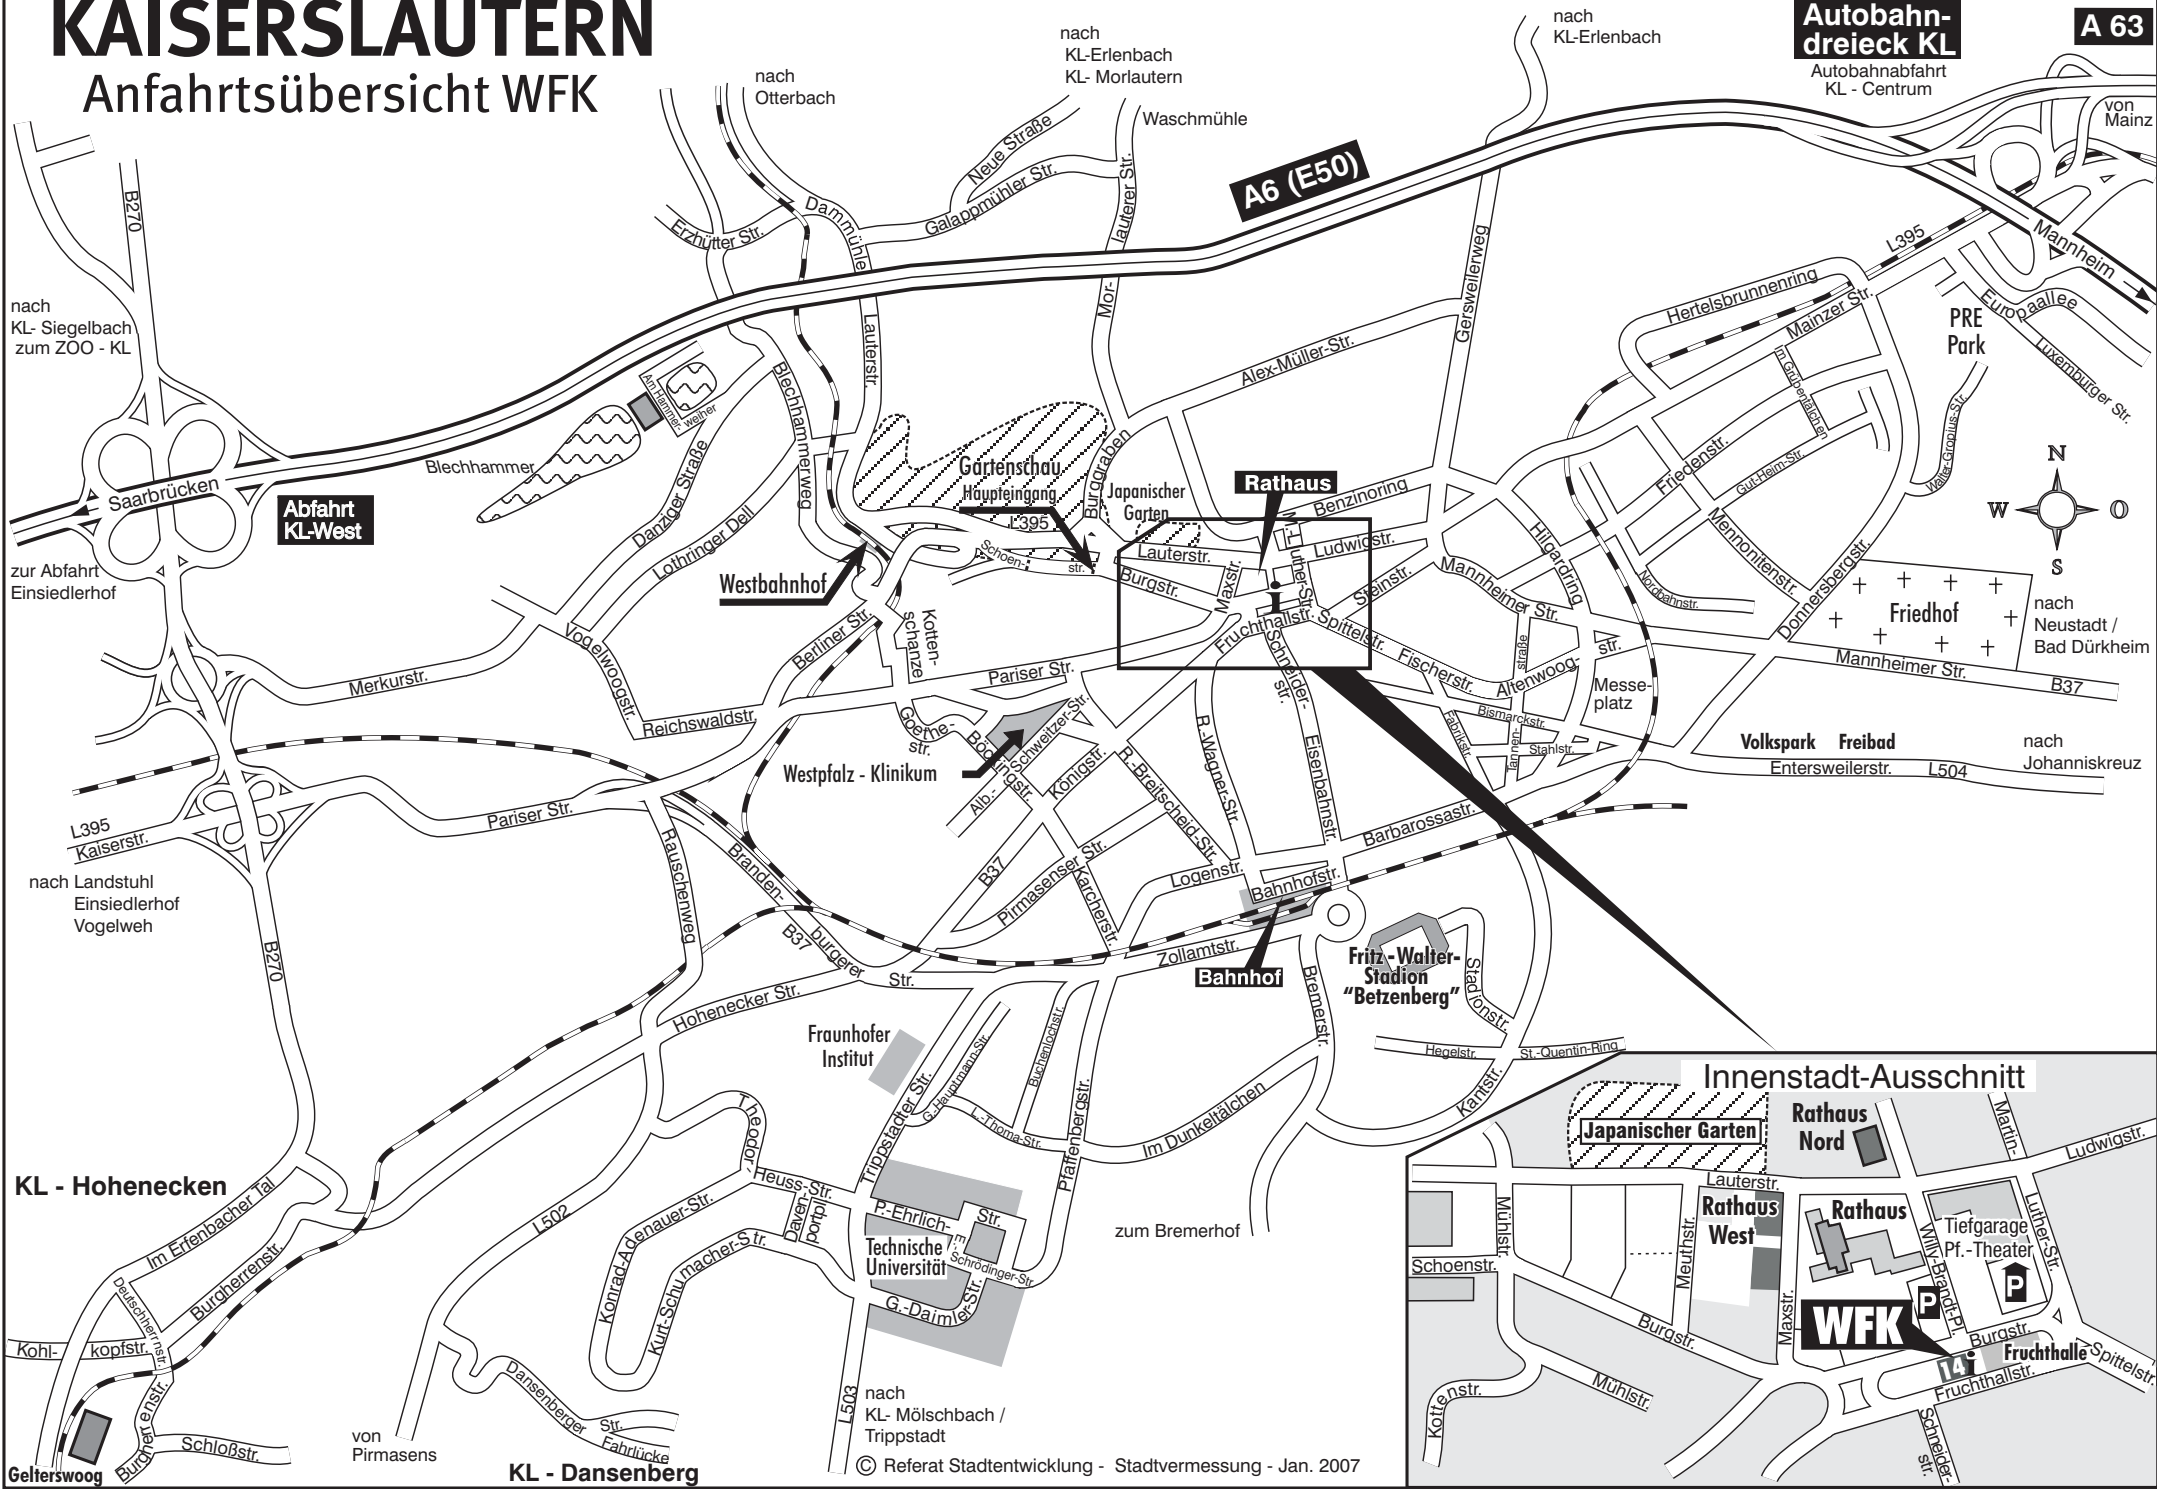 KAISERSLAUTERN
Anfahrtsübersicht WFK
nach
Otterbach
nach
KL-Erlenbach
KL- Morlautern
Waschmühle
nach
KL-Erlenbach
Autobahn-
dreieck KL
Autobahnabfahrt
KL - Centrum
A 63
von
Mainz
A6 (E50)
Mannheim
L395
Europaallee
PRE
Park
Luxemburger Str.
Walter-Gropius-Str.
Hertelsbrunnenring
Mainzer Str.
Im Grubentälchen
Friedenstr.
Gut-Heim-Str.
Mennonitenstr.
Donnersbergstr.
Nordbahnstr.
N
W
O
S
B270
nach
KL- Siegelbach
zum ZOO - KL
Saarbrücken
Abfahrt
KL-West
zur Abfahrt
Einsiedlerhof
Erzhütter Str.
Dammühle
Neue Straße
Galappmühler Str.
Mor-
lauterer Str.
Lauterstr.
Am Hammer-
weiher
Blechhammer
Blechhammerweg
Danziger Straße
Lothringer Dell
Alex-Müller-Str.
Gersweilerweg
Gartenschau
Haupteingang
Burggraben
Japanischer
Garten
L395
Schoen-
str.
Rathaus
Benzinoring
M.-Luther-Str.
Ludwigstr.
Lauterstr.
Burgstr.
Maxstr.
Steinstr.
Fruchthallstr.
Spittelstr.
Schneider-
str.
Mannheimer Str.
Hilgardring
Fischerstr.
straße
Altenwoog-
str.
Messe-
platz
Bismarckstr.
Fabrikstr.
Tannen-
Stahlstr.
Friedhof
nach
Neustadt /
Bad Dürkheim
Mannheimer Str.
B37
Volkspark Freibad
Entersweilerstr.
L504
nach
Johanniskreuz
Westbahnhof
Vogelwoogstr.
Merkurstr.
Berliner Str.
Kotten-
schanze
Reichswaldstr.
Pariser Str.
Goethe-
str.
Böckingstr.
Alb.-
Schweitzer-Str.
Westpfalz - Klinikum
Königstr.
R.-Breitscheid-Str.
R.-Wagner-Str.
Eisenbahnstr.
Barbarossastr.
L395
Kaiserstr.
Pariser Str.
nach Landstuhl
Einsiedlerhof
Vogelweh
B270
Rauschenweg
Branden-
burgerer
Str.
B37
B37
Pirmasenser Str.
Karcherstr.
Logenstr.
Bahnhofstr.
Zollamtstr.
Bahnhof
Bremerstr.
Fritz-Walter-
Stadion
"Betzenberg"
Stadionstr.
Hegelstr.
St.-Quentin-Ring
Kantstr.
Hohenecker Str.
Fraunhofer
Institut
Trippstadter Str.
G.-Hauptmann-Str.
Buchenlochstr.
L.-Thoma-Str.
Pfaffenbergstr.
Im Dunkeltälchen
zum Bremerhof
Theodor-
Heuss-Str.
Daven-
portpl.
Konrad-Adenauer-Str.
Kurt-Schumacher-Str.
P.-Ehrlich-
Str.
E.-
Schrödinger-Str.
Technische
Universität
G.-Daimler-Str.
L502
L503
nach
KL- Mölschbach /
Trippstadt
KL - Hohenecken
Im Erfenbacher Tal
Burgherrenstr.
Deutschherrnstr.
Kohl-
kopfstr.
Burgherrenstr.
Schloßstr.
Gelterswoog
von
Pirmasens
Dansenberger
Str.
Fahrlücke
KL - Dansenberg
© Referat Stadtentwicklung - Stadtvermessung - Jan. 2007
Innenstadt-Ausschnitt
Japanischer Garten
Rathaus
Nord
Martin-
Luther-Str.
Ludwigstr.
Lauterstr.
Mühlstr.
Schoenstr.
Meuthstr.
Rathaus
West
Rathaus
Willy-Brandt-Pl.
Tiefgarage
Pf.-Theater
P
P
Maxstr.
WFK
Burgstr.
Burgstr.
14
i
Fruchthalle
Fruchthallstr.
Spittelstr.
Mühlstr.
Kottenstr.
Schneider-
str.